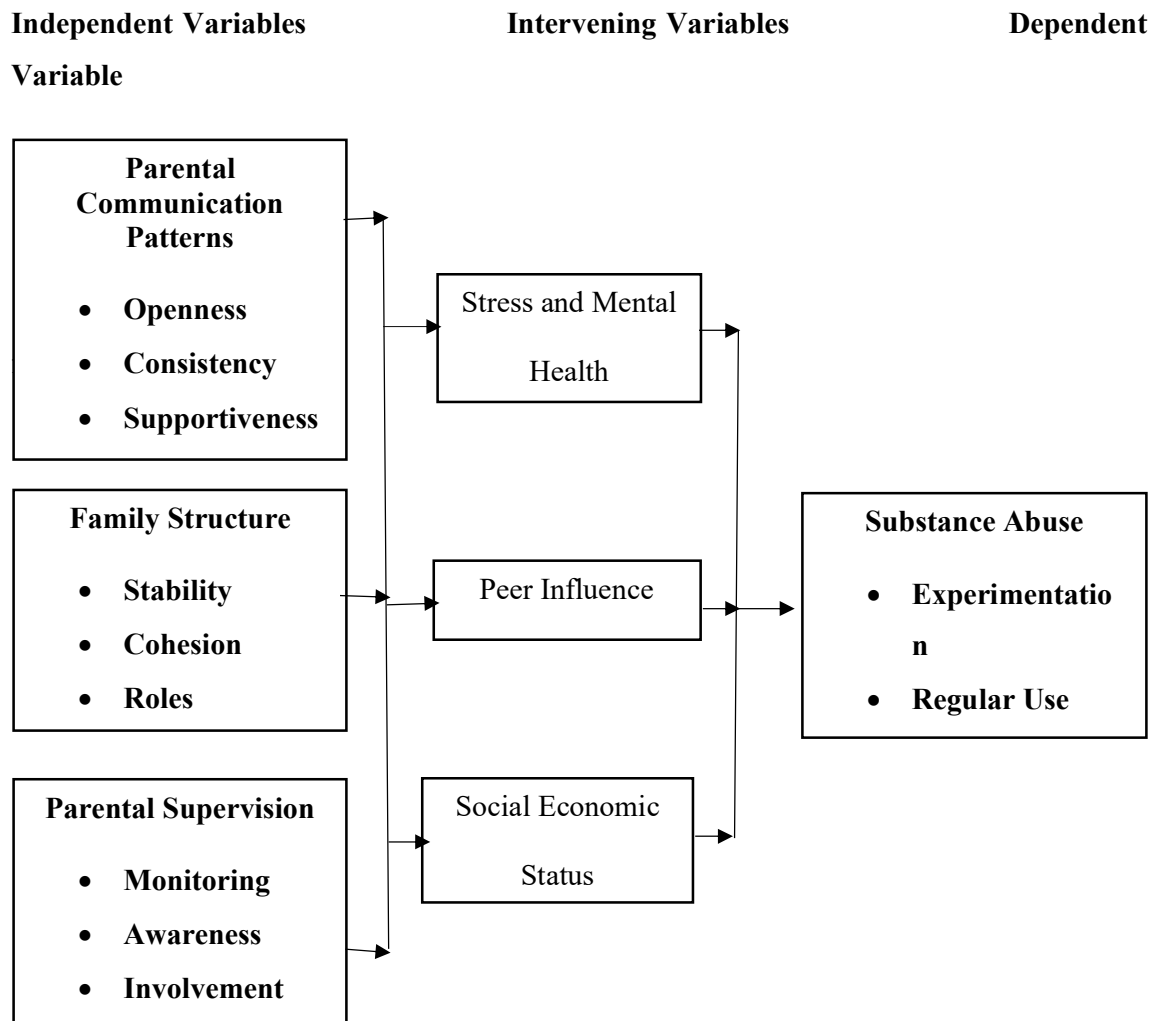 Independent Variables Intervening Variables Dependent
Variable
Parental
Communication
Patterns
• Openness
• Consistency
• Supportiveness
Family Structure
• Stability
• Cohesion
• Roles
Parental Supervision
• Monitoring
• Awareness
• Involvement
Stress and Mental
Health
Peer Influence
Social Economic
Status
Substance Abuse
• Experimentatio
n
• Regular Use